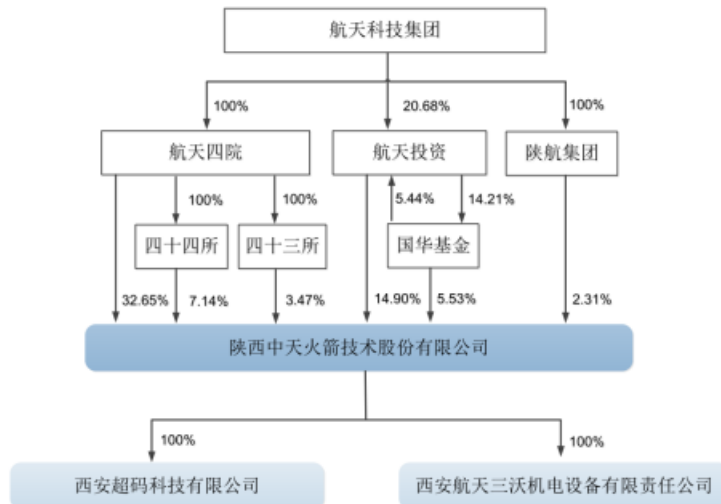 航天科技集团
100%
20.68%
100%
航天四院
航天投资
陕航集团
100%
100%
5.44%
14.21%
四十四所
四十三所
国华基金
32.65%
7.14%
3.47%
14.90%
5.53%
2.31%
陕西中天火箭技术股份有限公司
100%
100%
西安超码科技有限公司
西安航天三沃机电设备有限责任公司